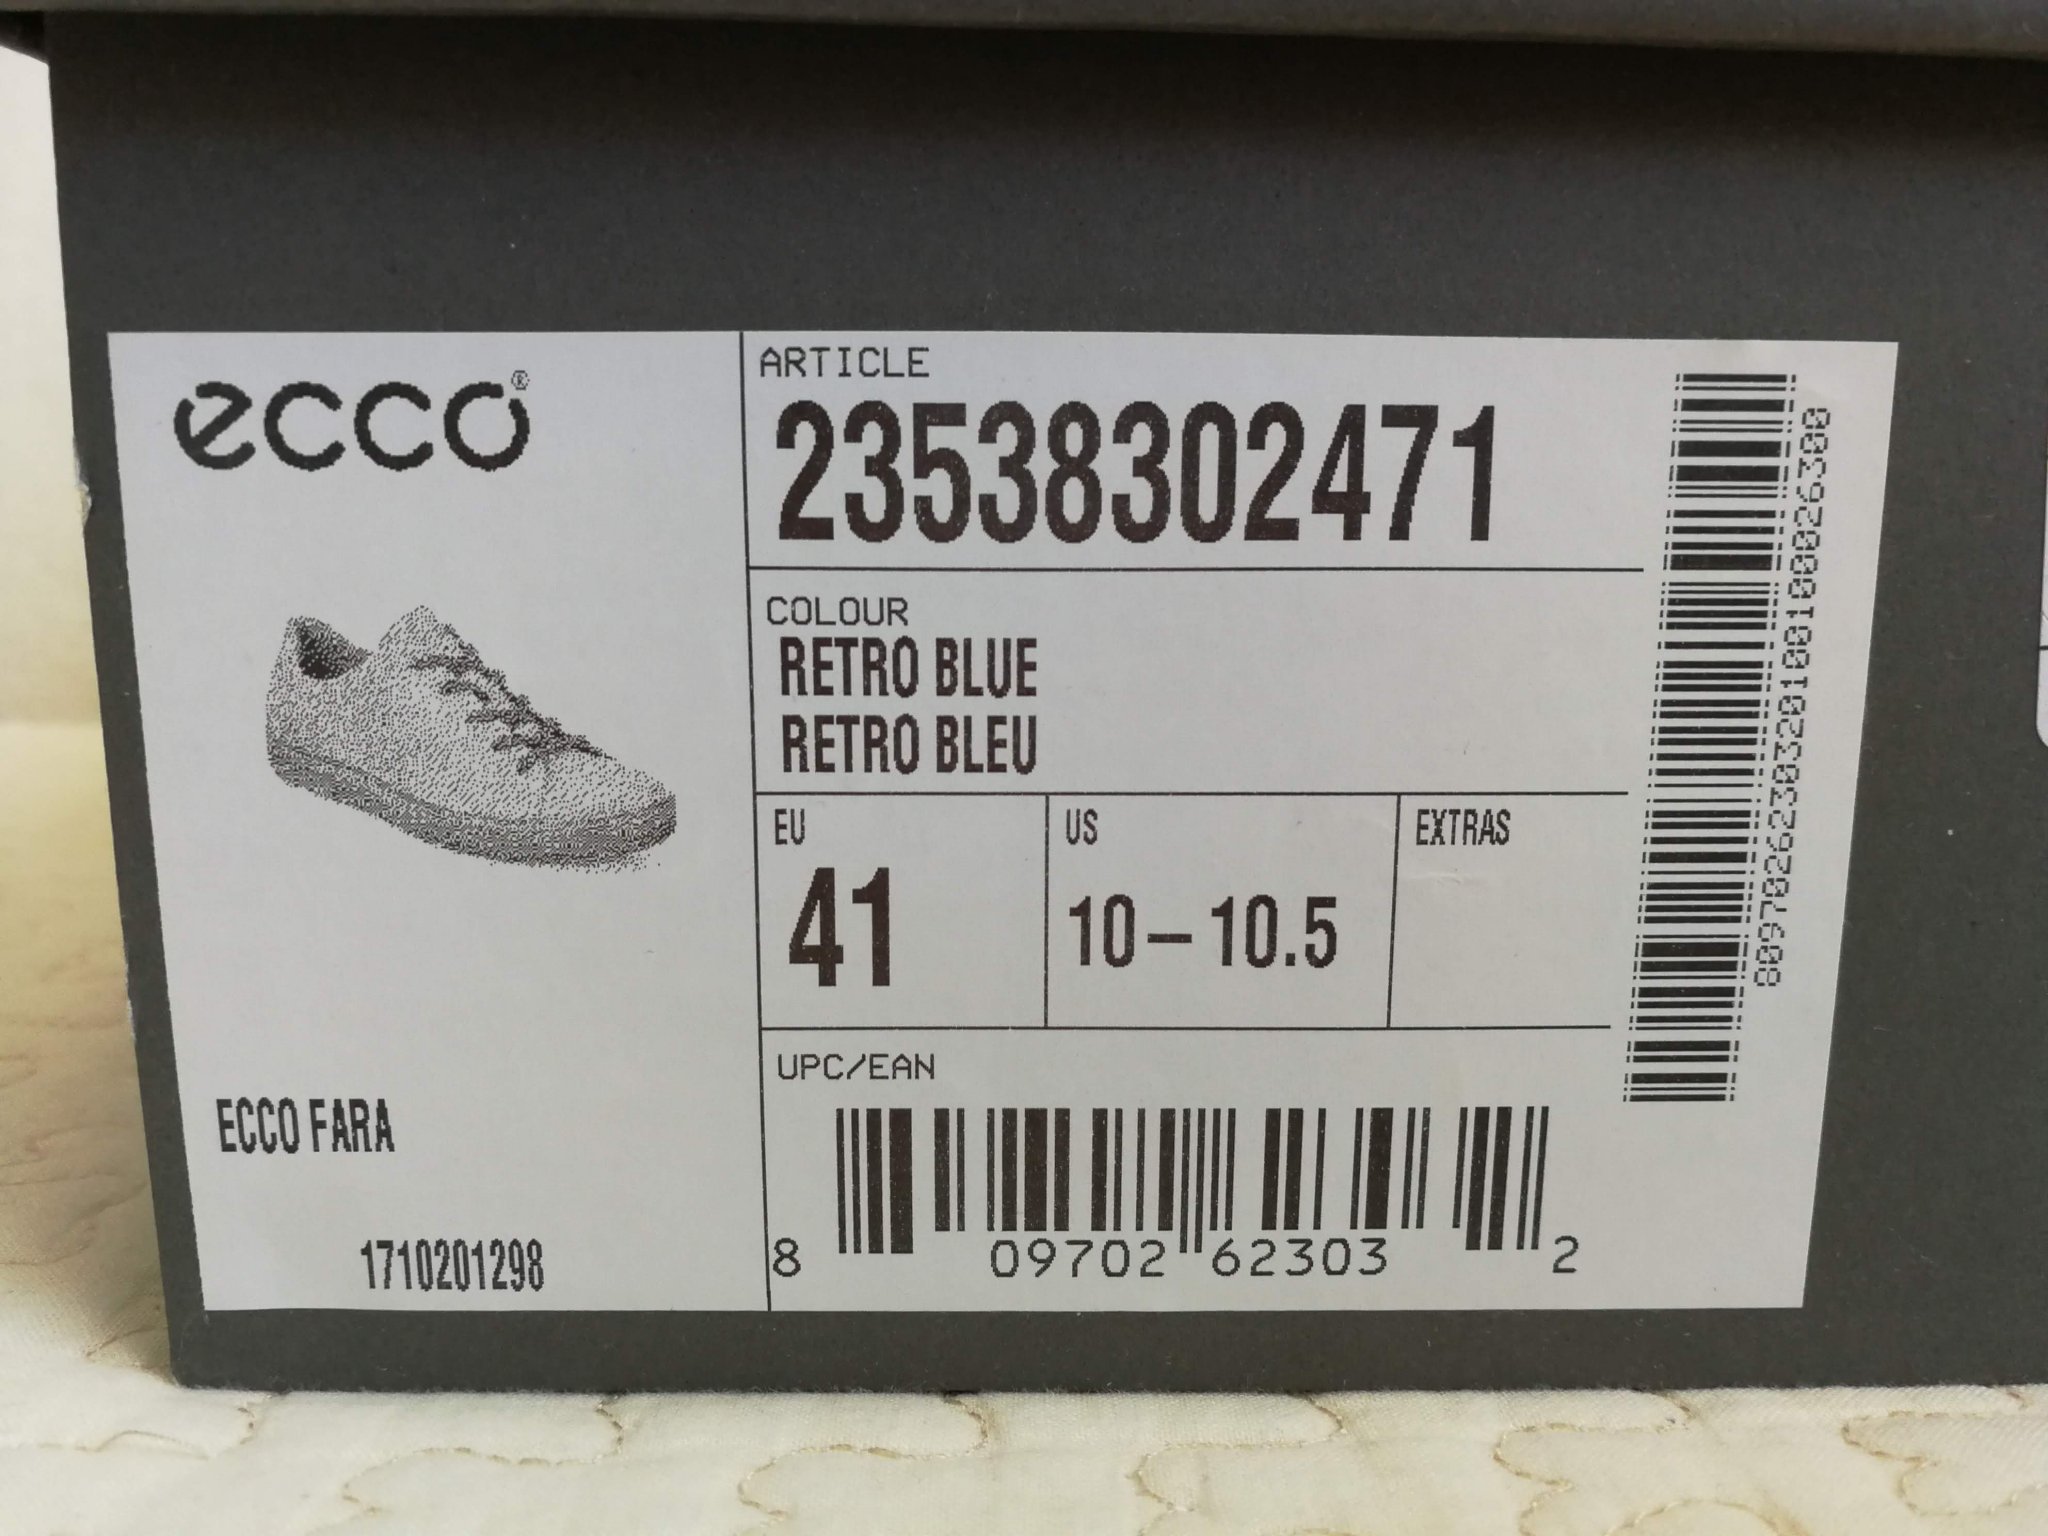 ecco®
ECCO FARA
1710201298
ARTICLE
23538302471
COLOUR
RETRO BLUE
RETRO BLEU
EU
41
US
10-10.5
EXTRAS
UPC/EAN
8 09702 62303 2
8097026230320100100026300